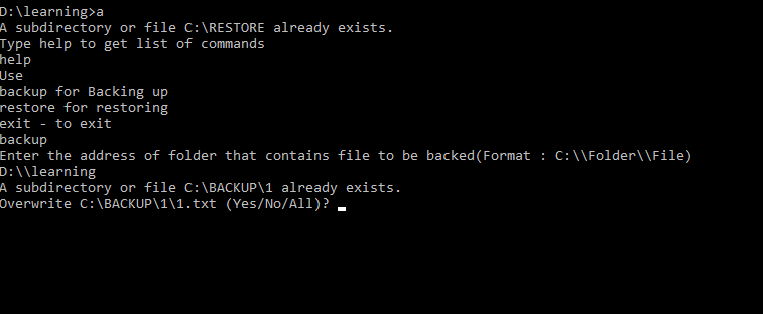 D:\learning>a
A subdirectory or file C:\RESTORE already exists.
Type help to get list of commands
help
Use
backup for Backing up
restore for restoring
exit - to exit
backup
Enter the address of folder that contains file to be backed(Format : C:\\Folder\\File)
D:\\learning
A subdirectory or file C:\BACKUP\1 already exists.
Overwrite C:\BACKUP\1\1.txt (Yes/No/All)?